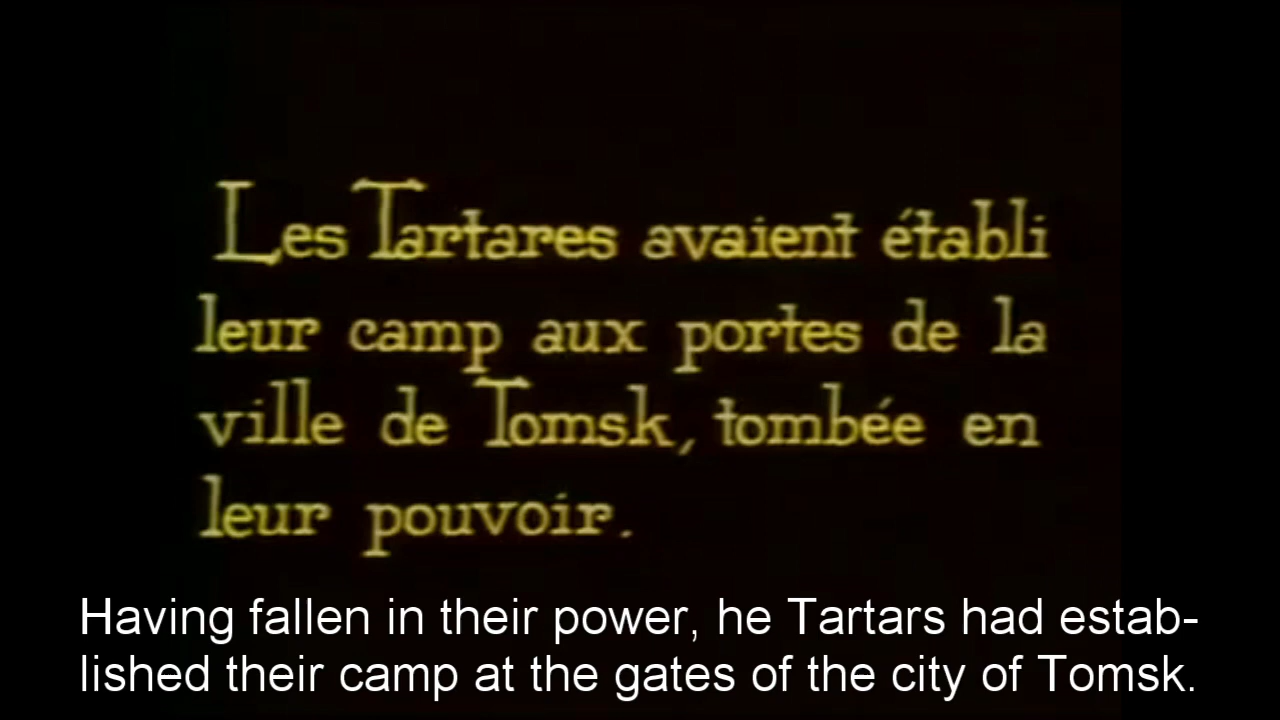 Les Tartares avaient établi
leur camp aux portes de la
ville de Tomsk, tombée en
leur pouvoir.
Having fallen in their power, he Tartars had estab-
lished their camp at the gates of the city of Tomsk.